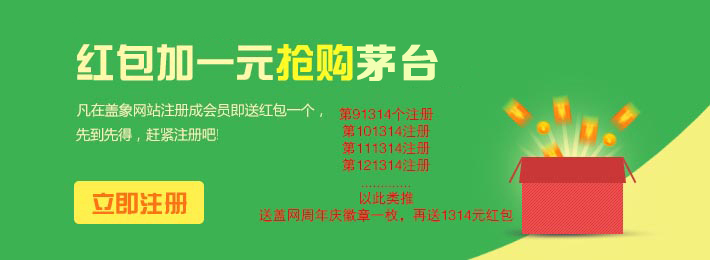 红包加一元抢购茅台
凡在盖象网站注册成会员即送红包一个，
先到先得，赶紧注册吧!
立即注册
第91314个注册
第101314注册
第111314注册
第121314注册
.............
以此类推
送盖网周年庆徽章一枚，再送1314元红包